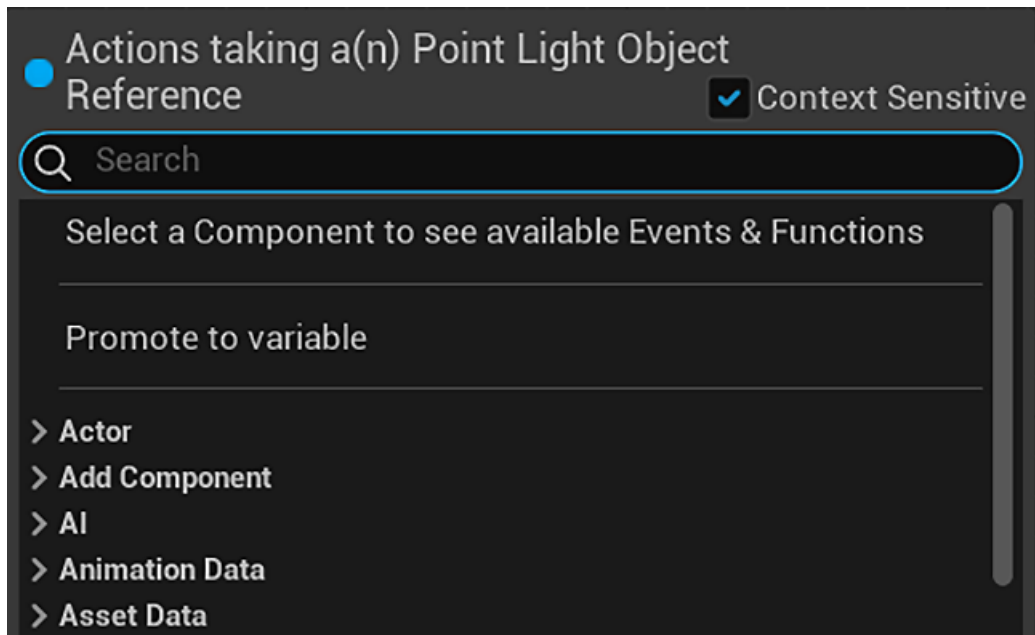 Actions taking a(n) Point Light Object
Reference
Context Sensitive
Search
Select a Component to see available Events & Functions
Promote to variable
Actor
Add Component
AI
Animation Data
Asset Data